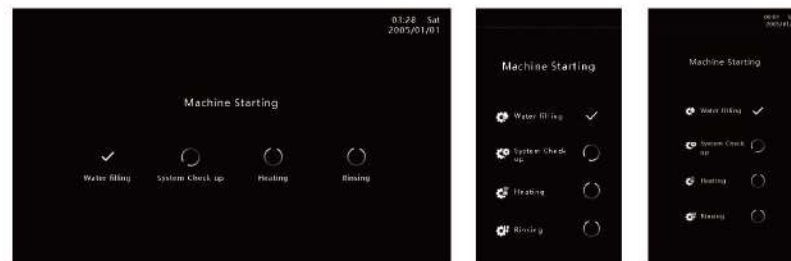 03:28 Sat
2005/01/01
Machine Starting
Water filling
System Check up
Heating
Rinsing
Machine Starting
Water filling
System Check
up
Heating
Rinsing
Machine Starting
Water filling
System Check
up
Heating
Rinsing